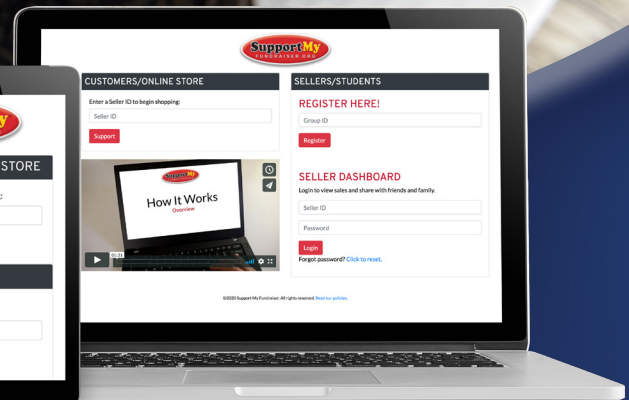 SupportMy
FUNDRAISER.ORG
CUSTOMERS/ONLINE STORE
Enter a Seller ID to begin shopping:
Seller ID
Support
SupportMy
How It Works
Overview
01:31
SELLERS/STUDENTS
REGISTER HERE!
Group ID
Register
SELLER DASHBOARD
Login to view sales and share with friends and family.
Seller ID
Password
Login
Forgot password? Click to reset.
©2020 Support My Fundraiser. All rights reserved. Read our policies.
My
STORE